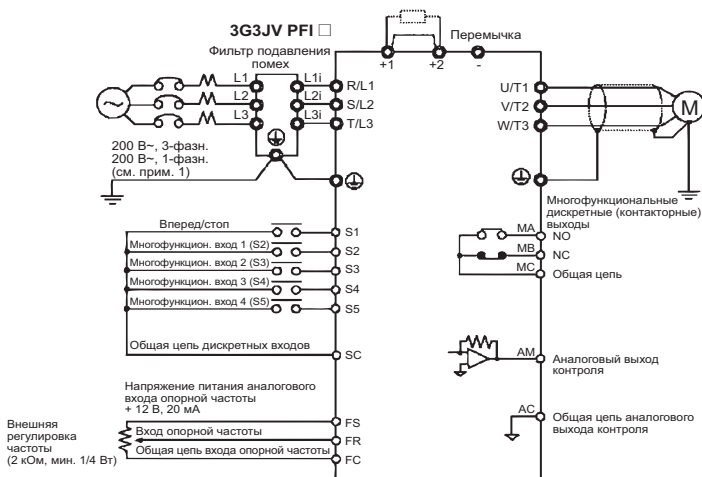 3G3JV PFI □
Фильтр подавления
помех
Перемычка
+1
+2
-
L1
L1i
R/L1
L2
L2i
S/L2
L3
L3i
T/L3
U/T1
V/T2
W/T3
M
200 В~, 3-фазн.
200 В~, 1-фазн.
(см. прим. 1)
Многофункциональные
дискретные (контакторные)
выходы
Вперед/стоп
S1
Многофункцион. вход 1 (S2)
S2
Многофункцион. вход 2 (S3)
S3
Многофункцион. вход 3 (S4)
S4
Многофункцион. вход 4 (S5)
S5
Общая цепь дискретных входов
SC
MA
NO
MB
NC
MC
Общая цепь
AM
Аналоговый выход
контроля
AC
Общая цепь аналогового
выхода контроля
Напряжение питания аналогового
входа опорной частоты
+ 12 В, 20 мА
FS
Вход опорной частоты
FR
Общая цепь входа опорной частоты
FC
Внешняя
регулировка
частоты
(2 кОм, мин. 1/4 Вт)